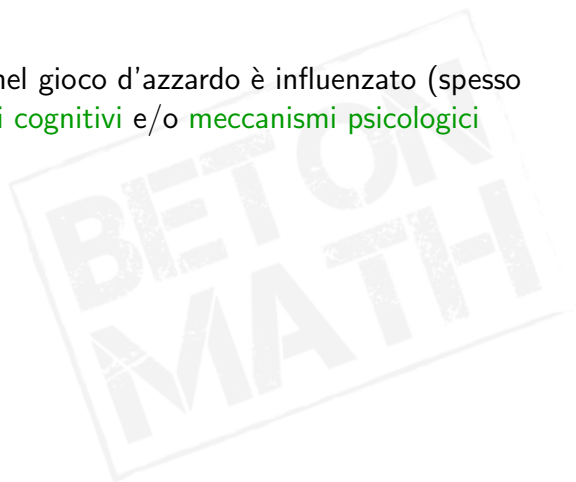 nel gioco d'azzardo è influenzato (spesso
i cognitivi e/o meccanismi psicologici
BET ON
MATH